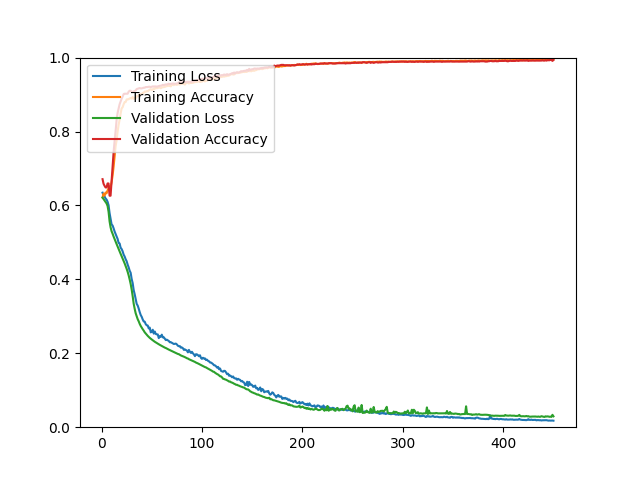 1.0
0.8
0.6
0.4
0.2
0.0
Training Loss
Training Accuracy
Validation Loss
Validation Accuracy
0 100 200 300 400